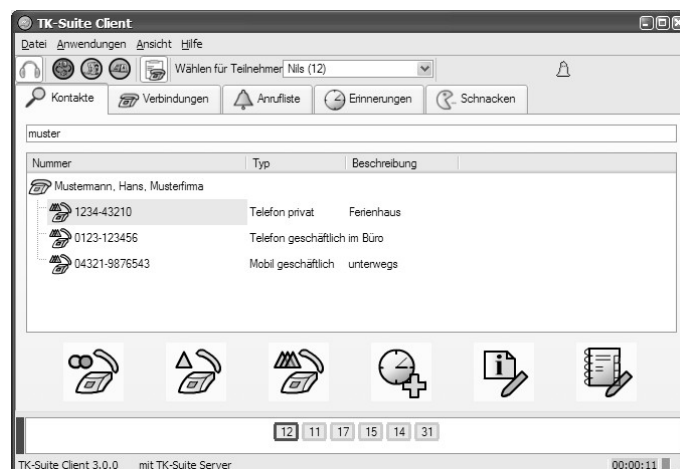 TK-Suite Client
Datei Anwendungen Ansicht Hilfe
Wählen für Teilnehmer Nils (12)
Kontakte Verbindungen Anrufliste Erinnerungen Schnacken
muster
Nummer Typ Beschreibung
Mustermann, Hans, Musterfirma
1234-43210 Telefon privat Ferienhaus
0123-123456 Telefon geschäftlich im Büro
04321-9876543 Mobil geschäftlich unterwegs
12 11 17 15 14 31
TK-Suite Client 3.0.0 mit TK-Suite Server 00:00:11